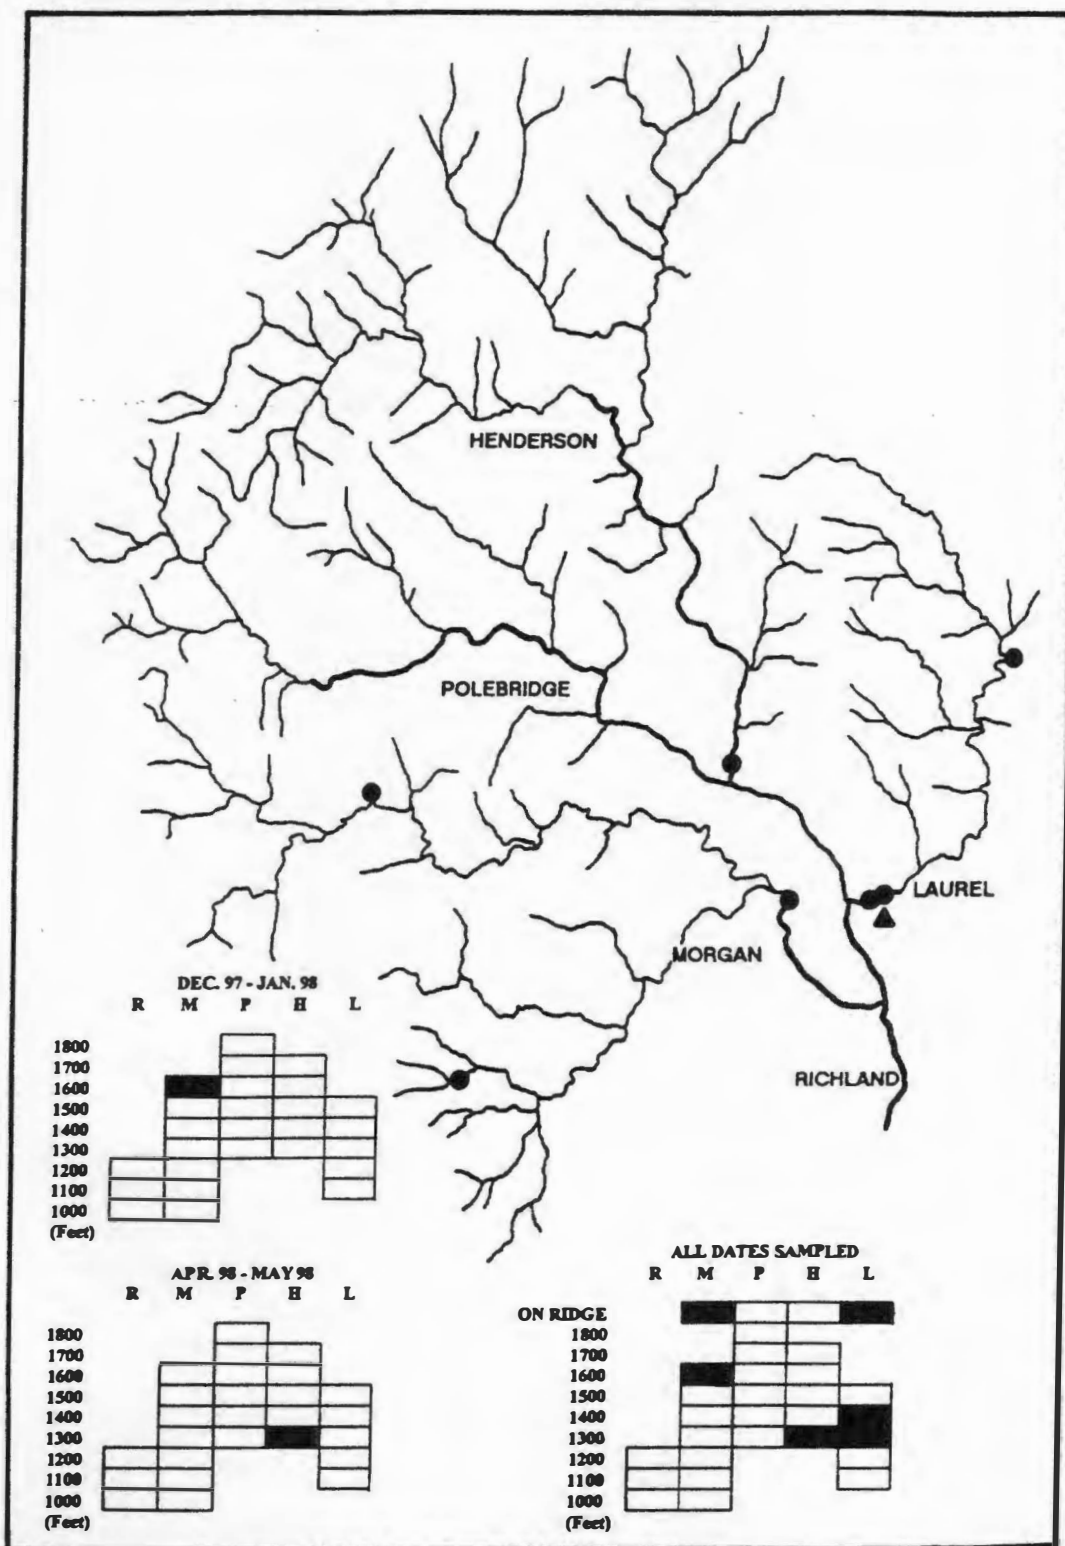 HENDERSON
POLEBRIDGE
LAUREL
MORGAN
RICHLAND
DEC. 97 - JAN. 98
R M P H L
1800
1700
1600
1500
1400
1300
1200
1100
1000
(Feet)
APR. 98 - MAY 98
R M P H L
1800
1700
1600
1500
1400
1300
1200
1100
1000
(Feet)
ALL DATES SAMPLED
R M P H L
ON RIDGE
1800
1700
1600
1500
1400
1300
1200
1100
1000
(Feet)